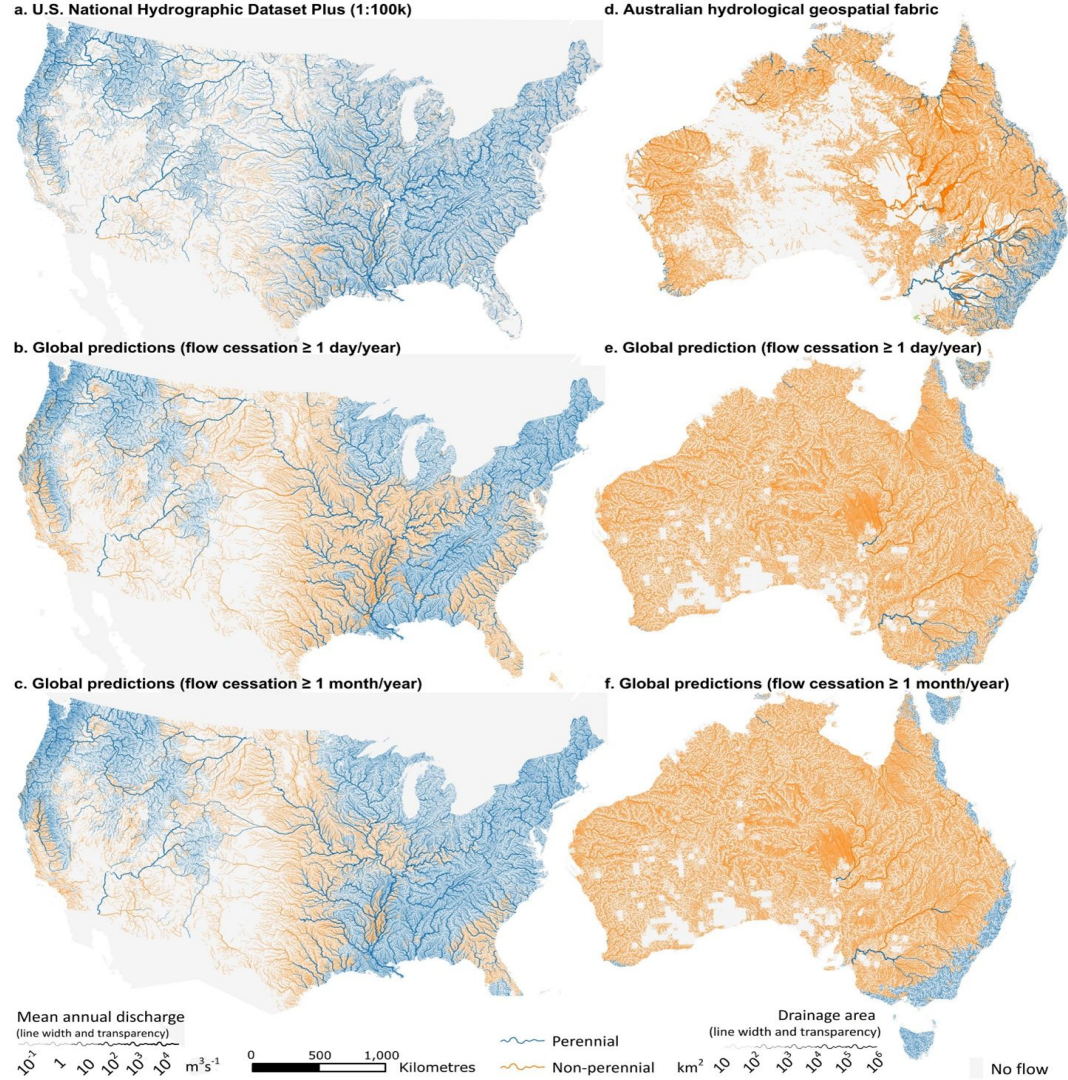 a. U.S. National Hydrographic Dataset Plus (1:100k)
d. Australian hydrological geospatial fabric
b. Global predictions (flow cessation ≥ 1 day/year)
e. Global prediction (flow cessation ≥ 1 day/year)
c. Global predictions (flow cessation ≥ 1 month/year)
f. Global predictions (flow cessation ≥ 1 month/year)
Mean annual discharge
(line width and transparency)
10⁻¹ 1 10 10² 10³ 10⁴ m³s⁻¹
0 500 1,000
Kilometres
Perennial
Non-perennial
Drainage area
(line width and transparency)
km² 10 10² 10³ 10⁴ 10⁵ 10⁶
No flow